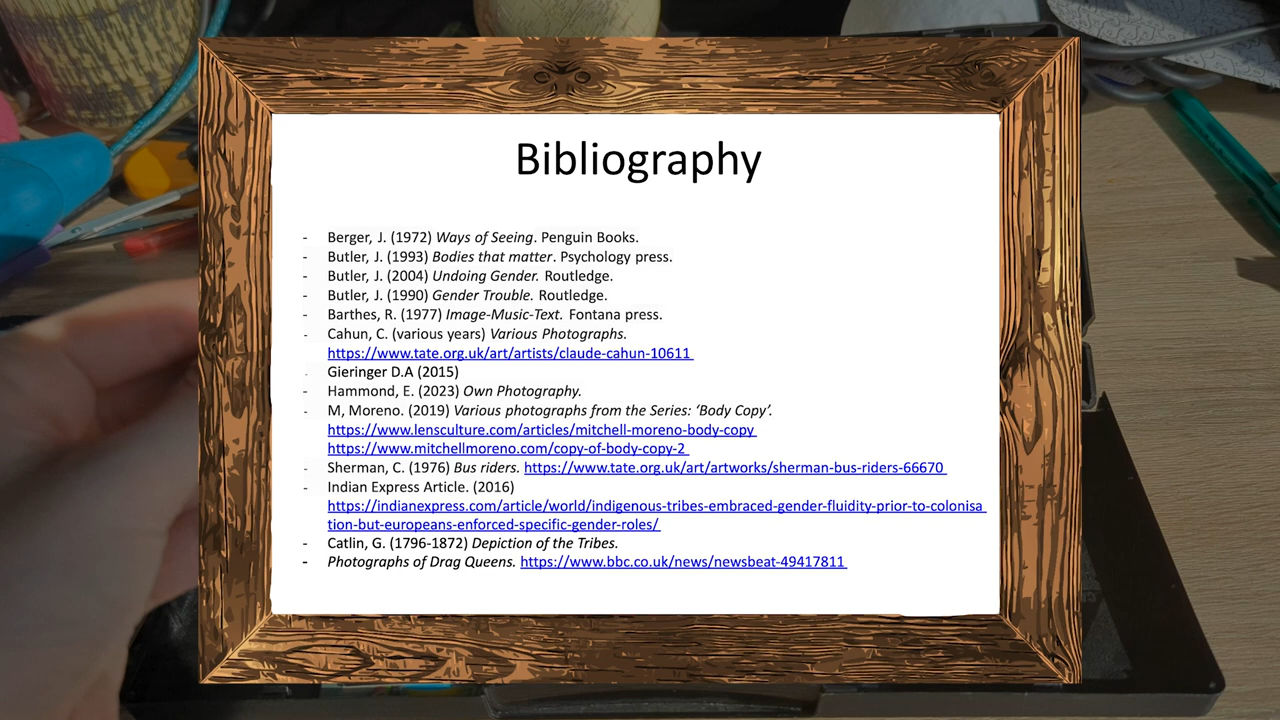 Bibliography
- Berger, J. (1972) Ways of Seeing. Penguin Books.
- Butler, J. (1993) Bodies that matter. Psychology press.
- Butler, J. (2004) Undoing Gender. Routledge.
- Butler, J. (1990) Gender Trouble. Routledge.
- Barthes, R. (1977) Image-Music-Text. Fontana press.
- Cahun, C. (various years) Various Photographs.
https://www.tate.org.uk/art/artists/claude-cahun-10611
- Gieringer D.A (2015)
- Hammond, E. (2023) Own Photography.
- M, Moreno. (2019) Various photographs from the Series: ‘Body Copy’.
https://www.lensculture.com/articles/mitchell-moreno-body-copy
https://www.mitchellmoreno.com/copy-of-body-copy-2
- Sherman, C. (1976) Bus riders. https://www.tate.org.uk/art/artworks/sherman-bus-riders-66670
- Indian Express Article. (2016)
https://indianexpress.com/article/world/indigenous-tribes-embraced-gender-fluidity-prior-to-colonisa
tion-but-europeans-enforced-specific-gender-roles/
- Catlin, G. (1796-1872) Depiction of the Tribes.
- Photographs of Drag Queens. https://www.bbc.co.uk/news/newsbeat-49417811